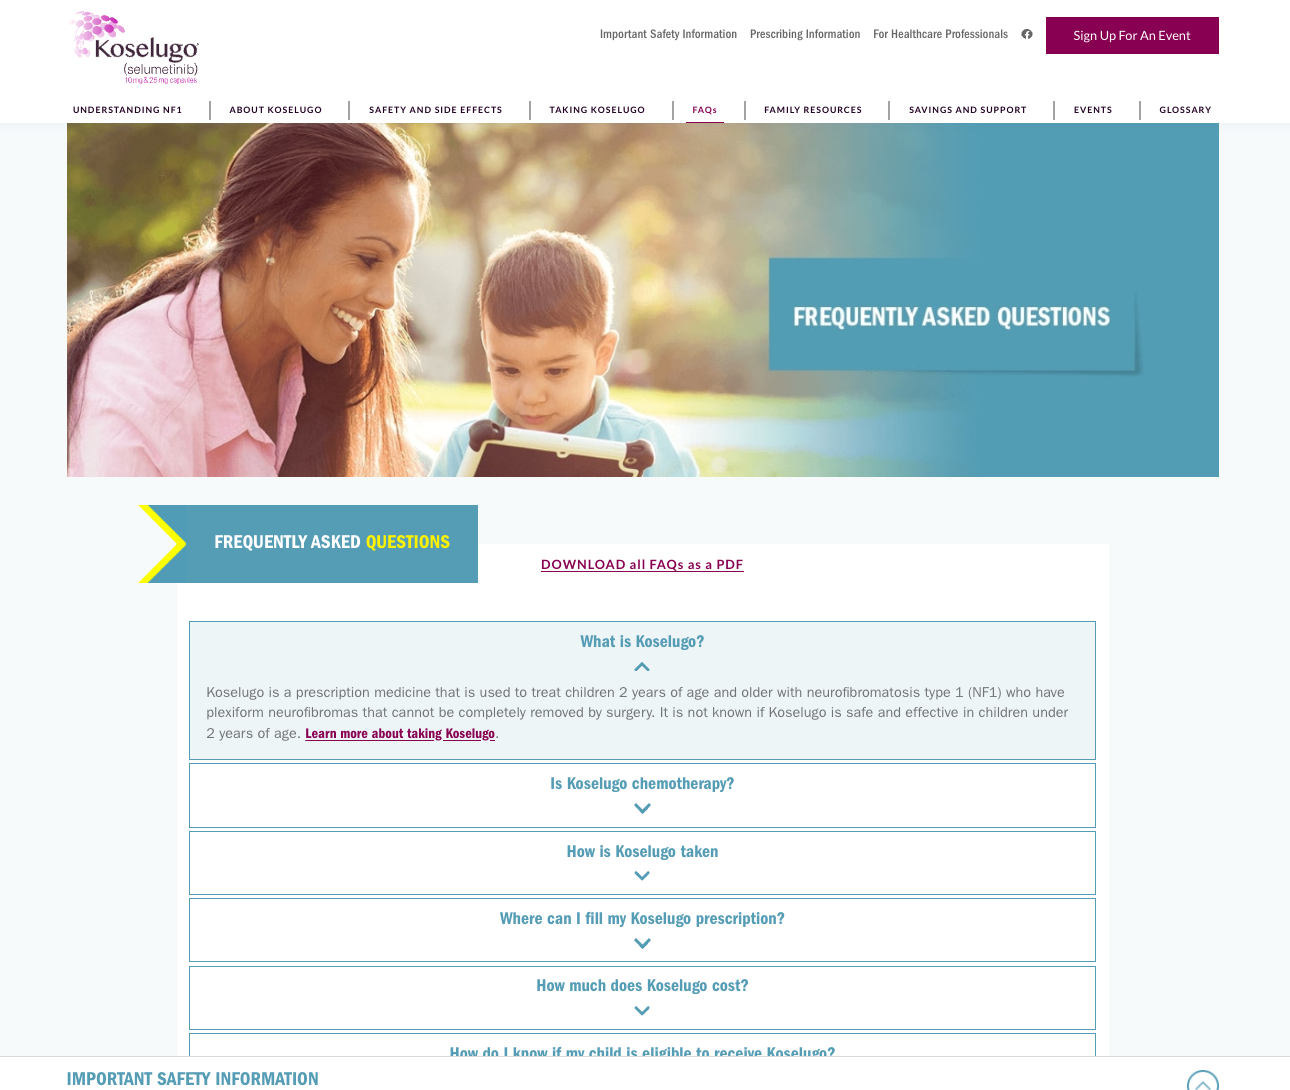 Koselugo
(selumetinib)
10 mg & 25 mg capsules
Important Safety Information Prescribing Information For Healthcare Professionals
Sign Up For An Event
UNDERSTANDING NF1 ABOUT KOSELUGO SAFETY AND SIDE EFFECTS TAKING KOSELUGO FAQs FAMILY RESOURCES SAVINGS AND SUPPORT EVENTS GLOSSARY
FREQUENTLY ASKED QUESTIONS
FREQUENTLY ASKED QUESTIONS
DOWNLOAD all FAQs as a PDF
What is Koselugo?
Koselugo is a prescription medicine that is used to treat children 2 years of age and older with neurofibromatosis type 1 (NF1) who have
plexiform neurofibromas that cannot be completely removed by surgery. It is not known if Koselugo is safe and effective in children under
2 years of age. Learn more about taking Koselugo.
Is Koselugo chemotherapy?
How is Koselugo taken
Where can I fill my Koselugo prescription?
How much does Koselugo cost?
How do I know if my child is eligible to receive Koselugo?
IMPORTANT SAFETY INFORMATION